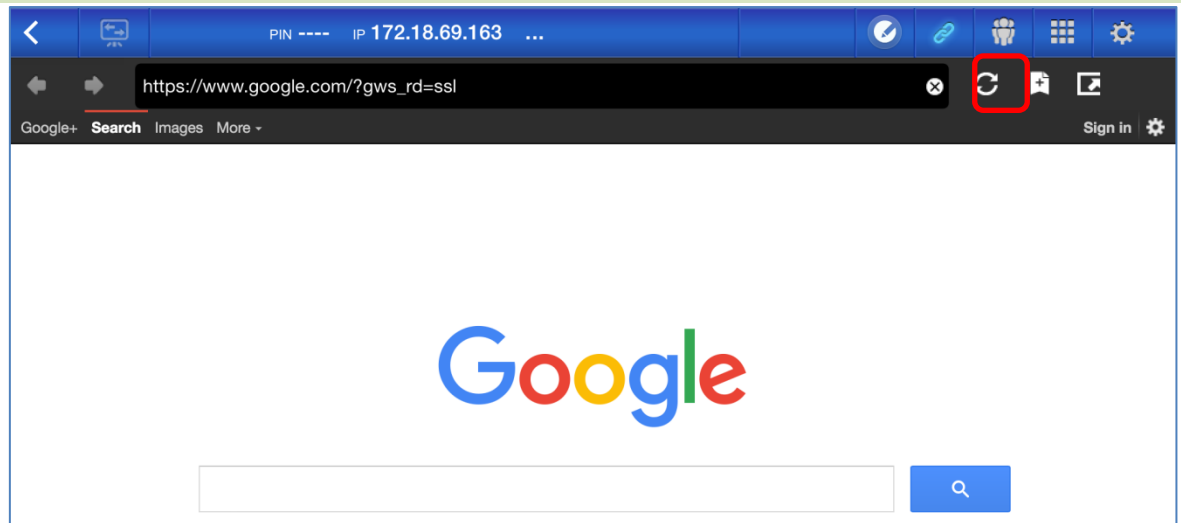 PIN ---- IP 172.18.69.163 ...
https://www.google.com/?gws_rd=ssl
Google+ Search Images More Sign in
Google